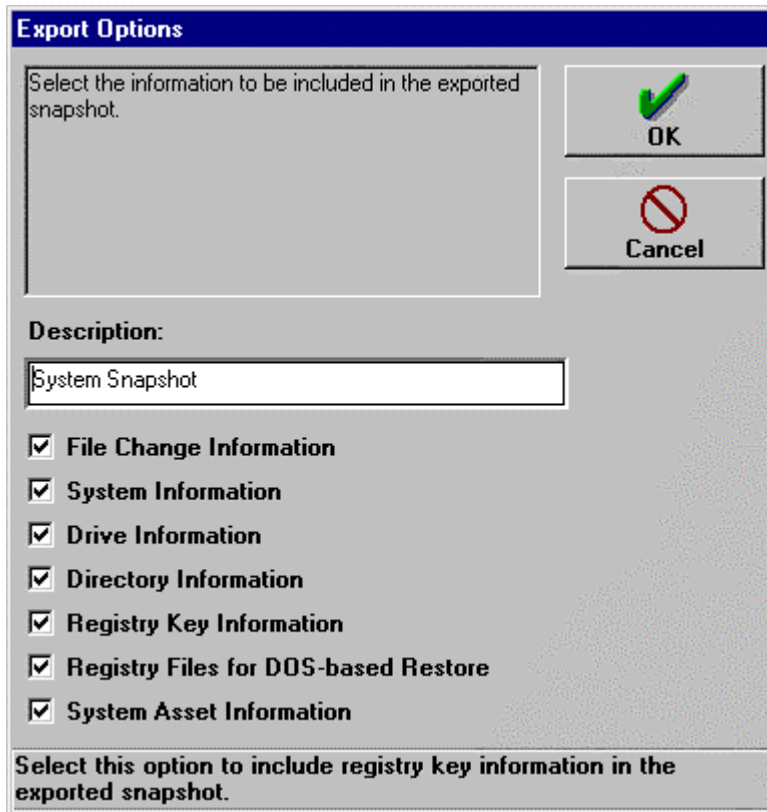 Export Options
Select the information to be included in the exported
snapshot.
OK
Cancel
Description:
System Snapshot
File Change Information
System Information
Drive Information
Directory Information
Registry Key Information
Registry Files for DOS-based Restore
System Asset Information
Select this option to include registry key information in the
exported snapshot.